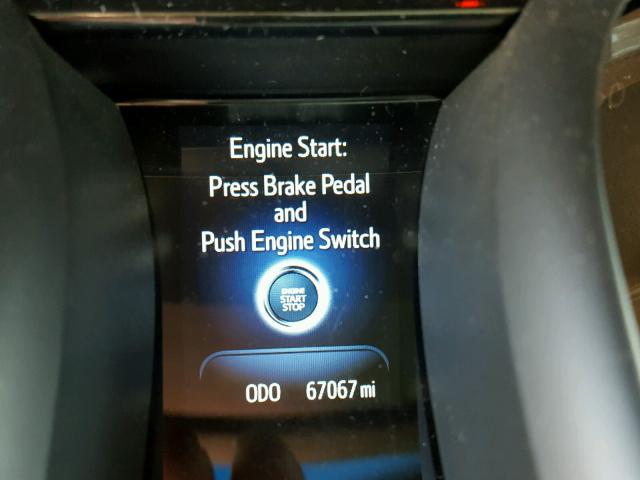 Engine Start:
Press Brake Pedal
and
Push Engine Switch
ENGINE
START
STOP
ODO 67067 mi